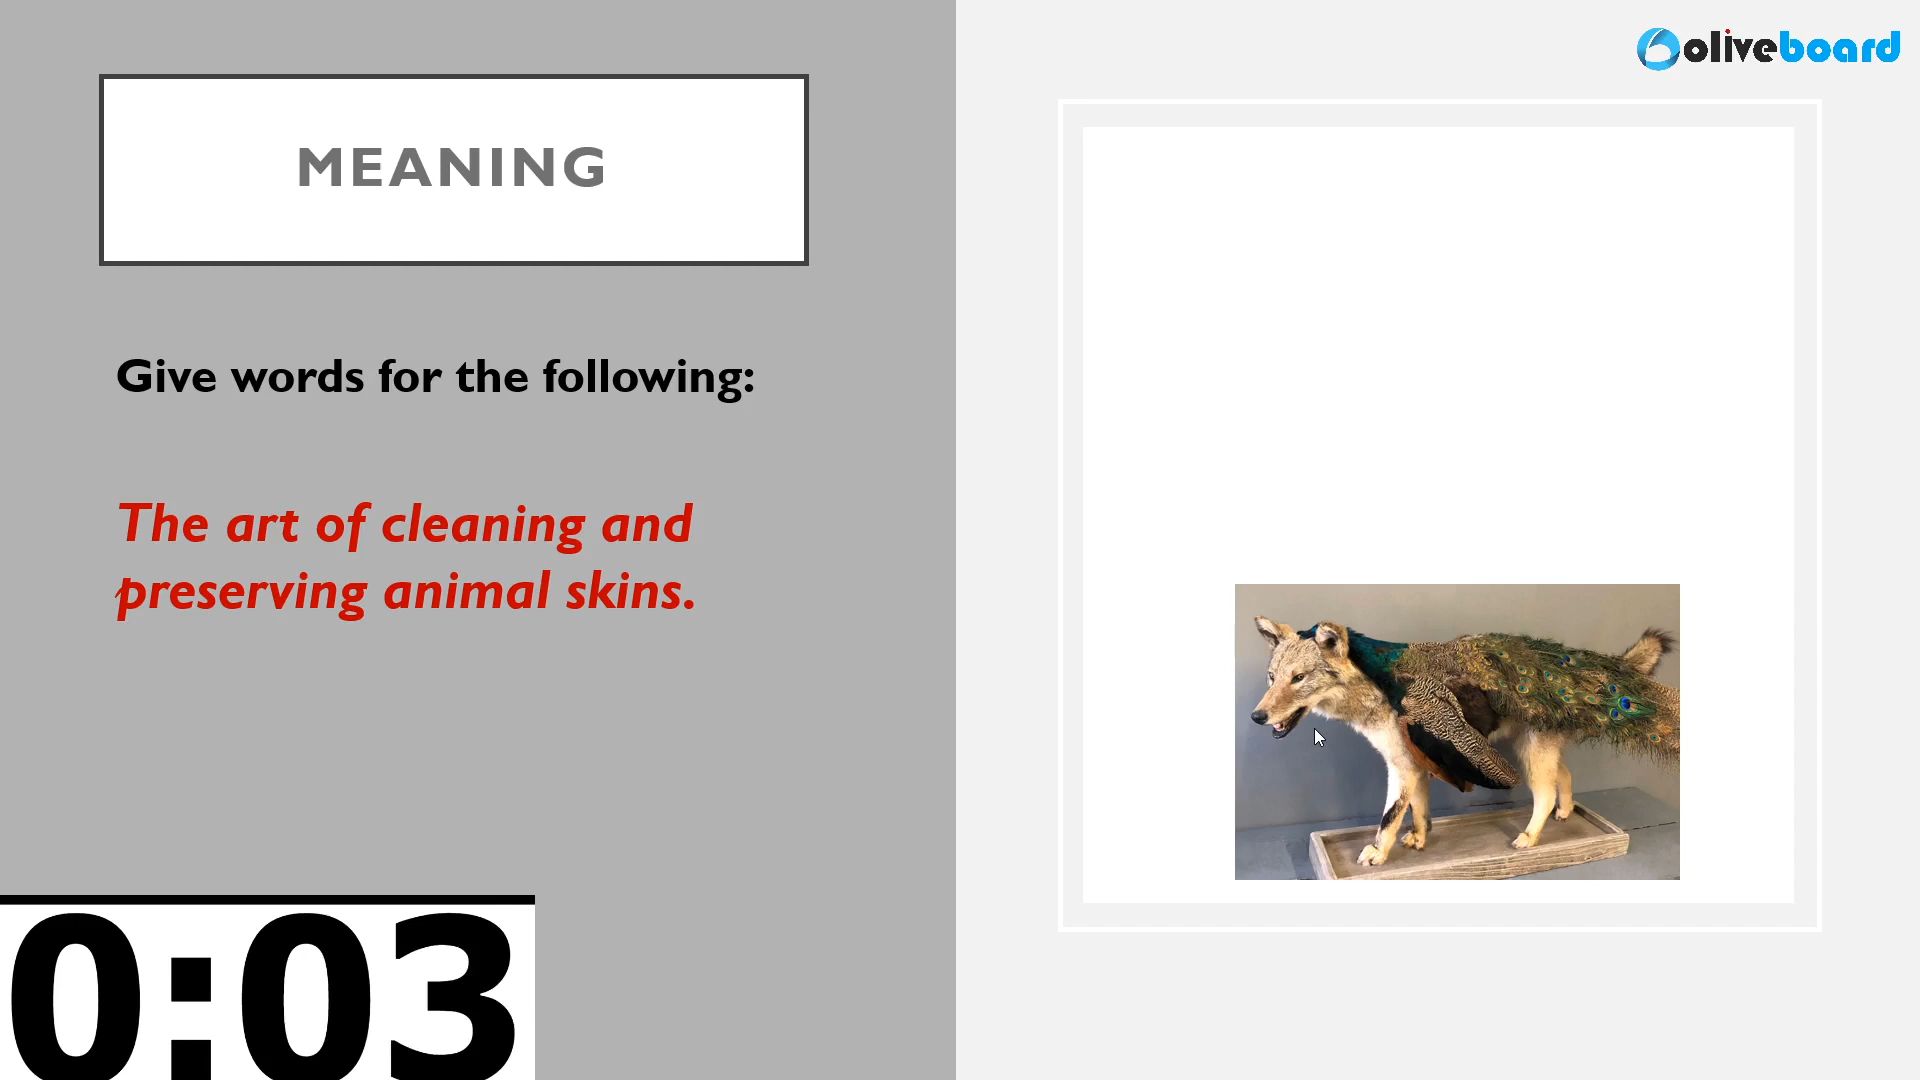 oliveboard
MEANING
Give words for the following:
The art of cleaning and
preserving animal skins.
0:03